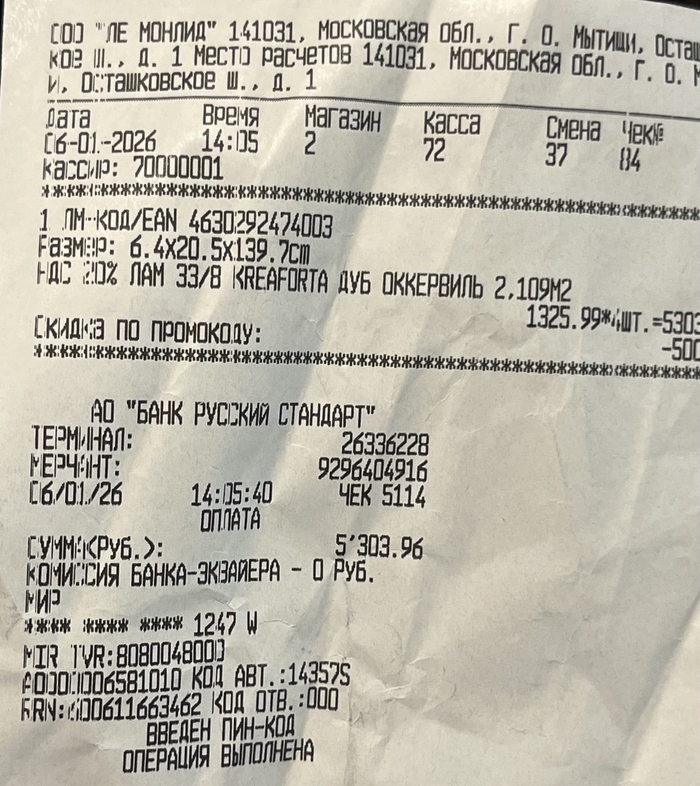 ООО "ЛЕ МОНЛИД" 141031, МОСКОВСКАЯ ОБЛ., Г. О. МЫТИЩИ, ОСТАШ
КОВ Ш., Д. 1 МЕСТО РАСЧЕТОВ 141031, МОСКОВСКАЯ ОБЛ., Г. О. М
И, ОСТАШКОВСКОЕ Ш., Д. 1
ДАТА ВРЕМЯ МАГАЗИН КАССА СМЕНА ЧЕК№
06-01-2026 14:05 2 72 37 84
КАССИР: 70000001
************************************************************
1 ЛМ-КОД/EAN 4630292474003
РАЗМЕР: 6.4X20.5X139.7cm
НДС 20% ЛАМ 33/8 KREAFORTA ДУБ ОККЕРВИЛЬ 2,109М2
1325.99*4ШТ.=5303
СКИДКА ПО ПРОМОКОДУ: -500
************************************************************
АО "БАНК РУССКИЙ СТАНДАРТ"
ТЕРМИНАЛ: 26336228
МЕРЧАНТ: 9296404916
06/01/26 14:05:40 ЧЕК 5114
ОПЛАТА
СУММА(РУБ.): 5'303.96
КОМИССИЯ БАНКА-ЭКВАЙЕРА - 0 РУБ.
МИР
**** **** **** 1247 W
MIR TVR:8080048000
A0000006581010 КОД АВТ.:14357S
RRN:600611663462 КОД ОТВ.:000
ВВЕДЕН ПИН-КОД
ОПЕРАЦИЯ ВЫПОЛНЕНА